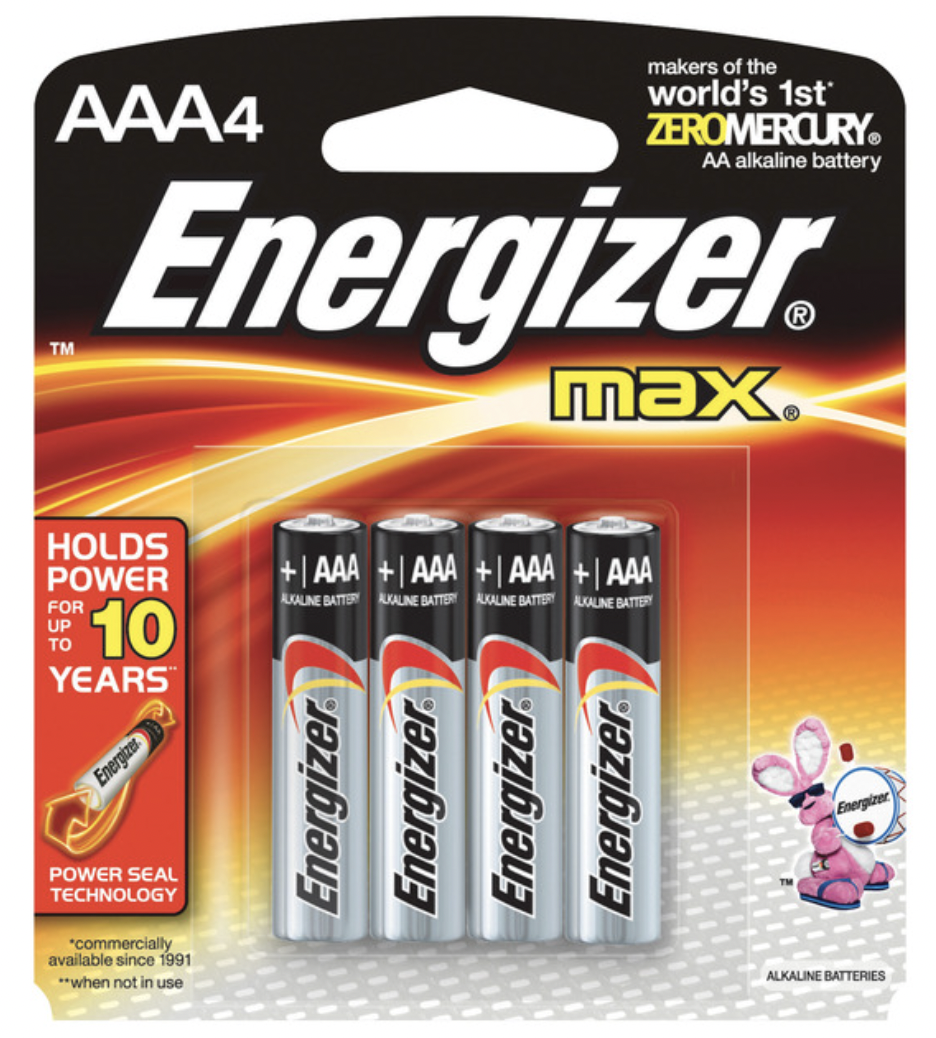 AAA4
makers of the
world's 1st*
ZEROMERCURY®
AA alkaline battery
Energizer®
™
max®
HOLDS
POWER
FOR
UP
TO
10
YEARS**
Energizer
POWER SEAL
TECHNOLOGY
*commercially
available since 1991
**when not in use
+ | AAA
ALKALINE BATTERY
Energizer®
+ | AAA
ALKALINE BATTERY
Energizer®
+ | AAA
ALKALINE BATTERY
Energizer®
+ | AAA
ALKALINE BATTERY
Energizer®
Energizer
™
ALKALINE BATTERIES